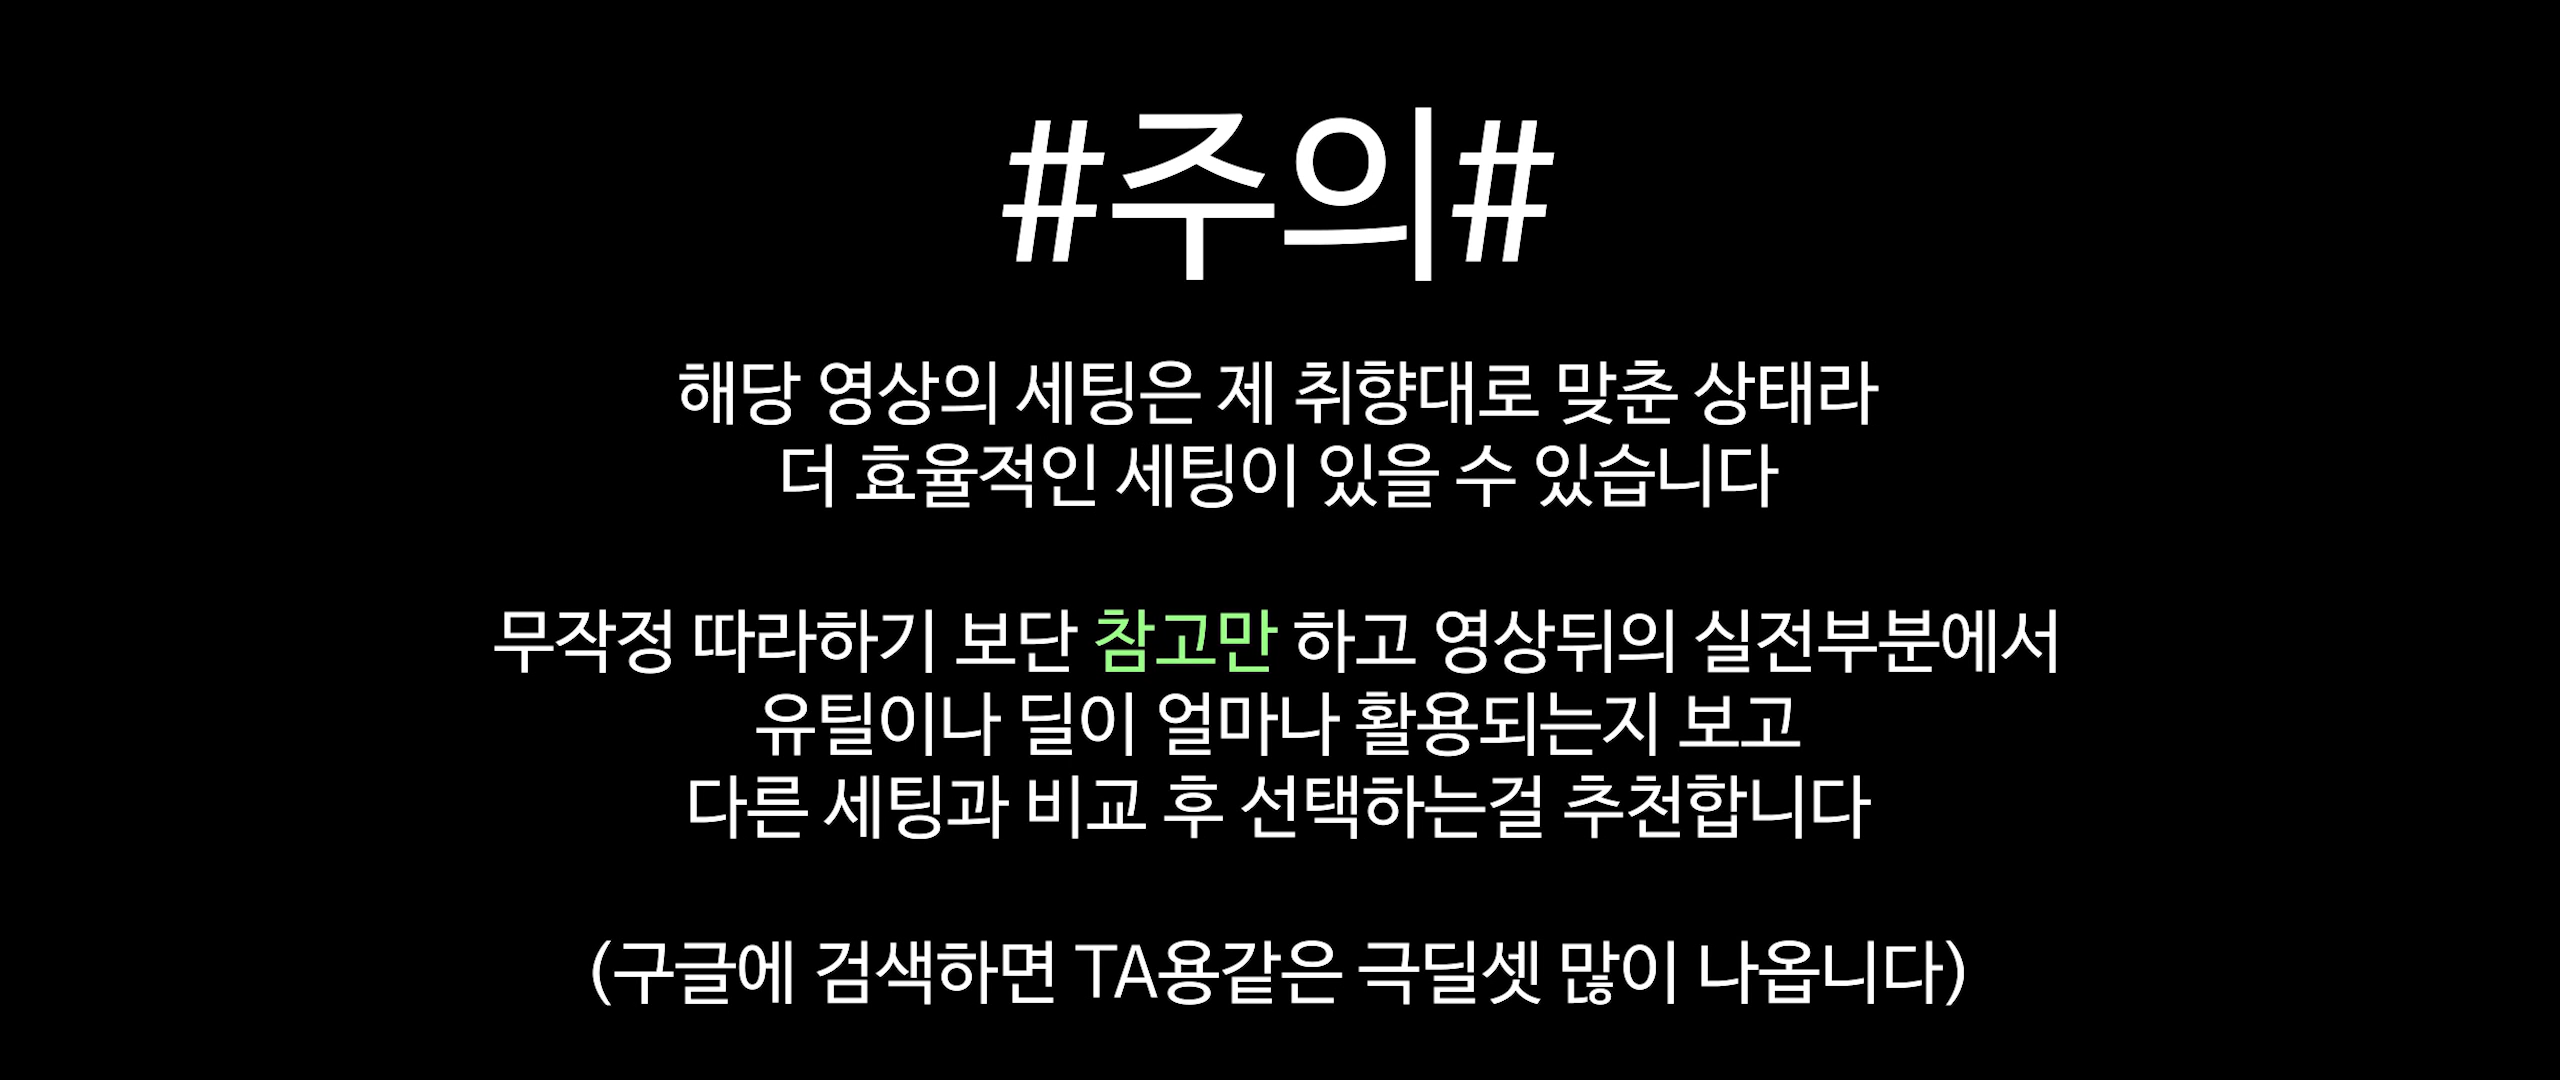 #주의#
해당 영상의 세팅은 제 취향대로 맞춘 상태라
더 효율적인 세팅이 있을 수 있습니다
무작정 따라하기 보단 참고만 하고 영상뒤의 실전부분에서
유틸이나 딜이 얼마나 활용되는지 보고
다른 세팅과 비교 후 선택하는걸 추천합니다
(구글에 검색하면 TA용같은 극딜셋 많이 나옵니다)